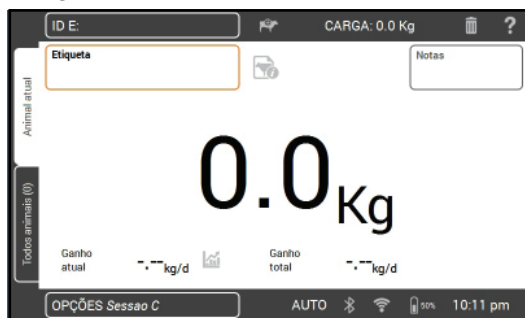 ID E:
CARGA: 0.0 Kg
?
Etiqueta
Notas
Animal atual
0.0Kg
Todos animais (0)
Ganho atual
-.--kg/d
Ganho total
-.--kg/d
OPÇÕES Sessao C
AUTO
50%
10:11 pm